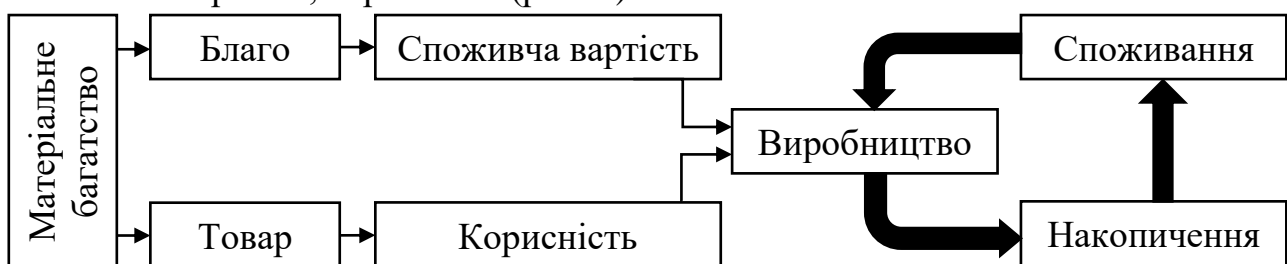 Матеріальне
багатство
Благо
Споживча вартість
Споживання
Виробництво
Товар
Корисність
Накопичення